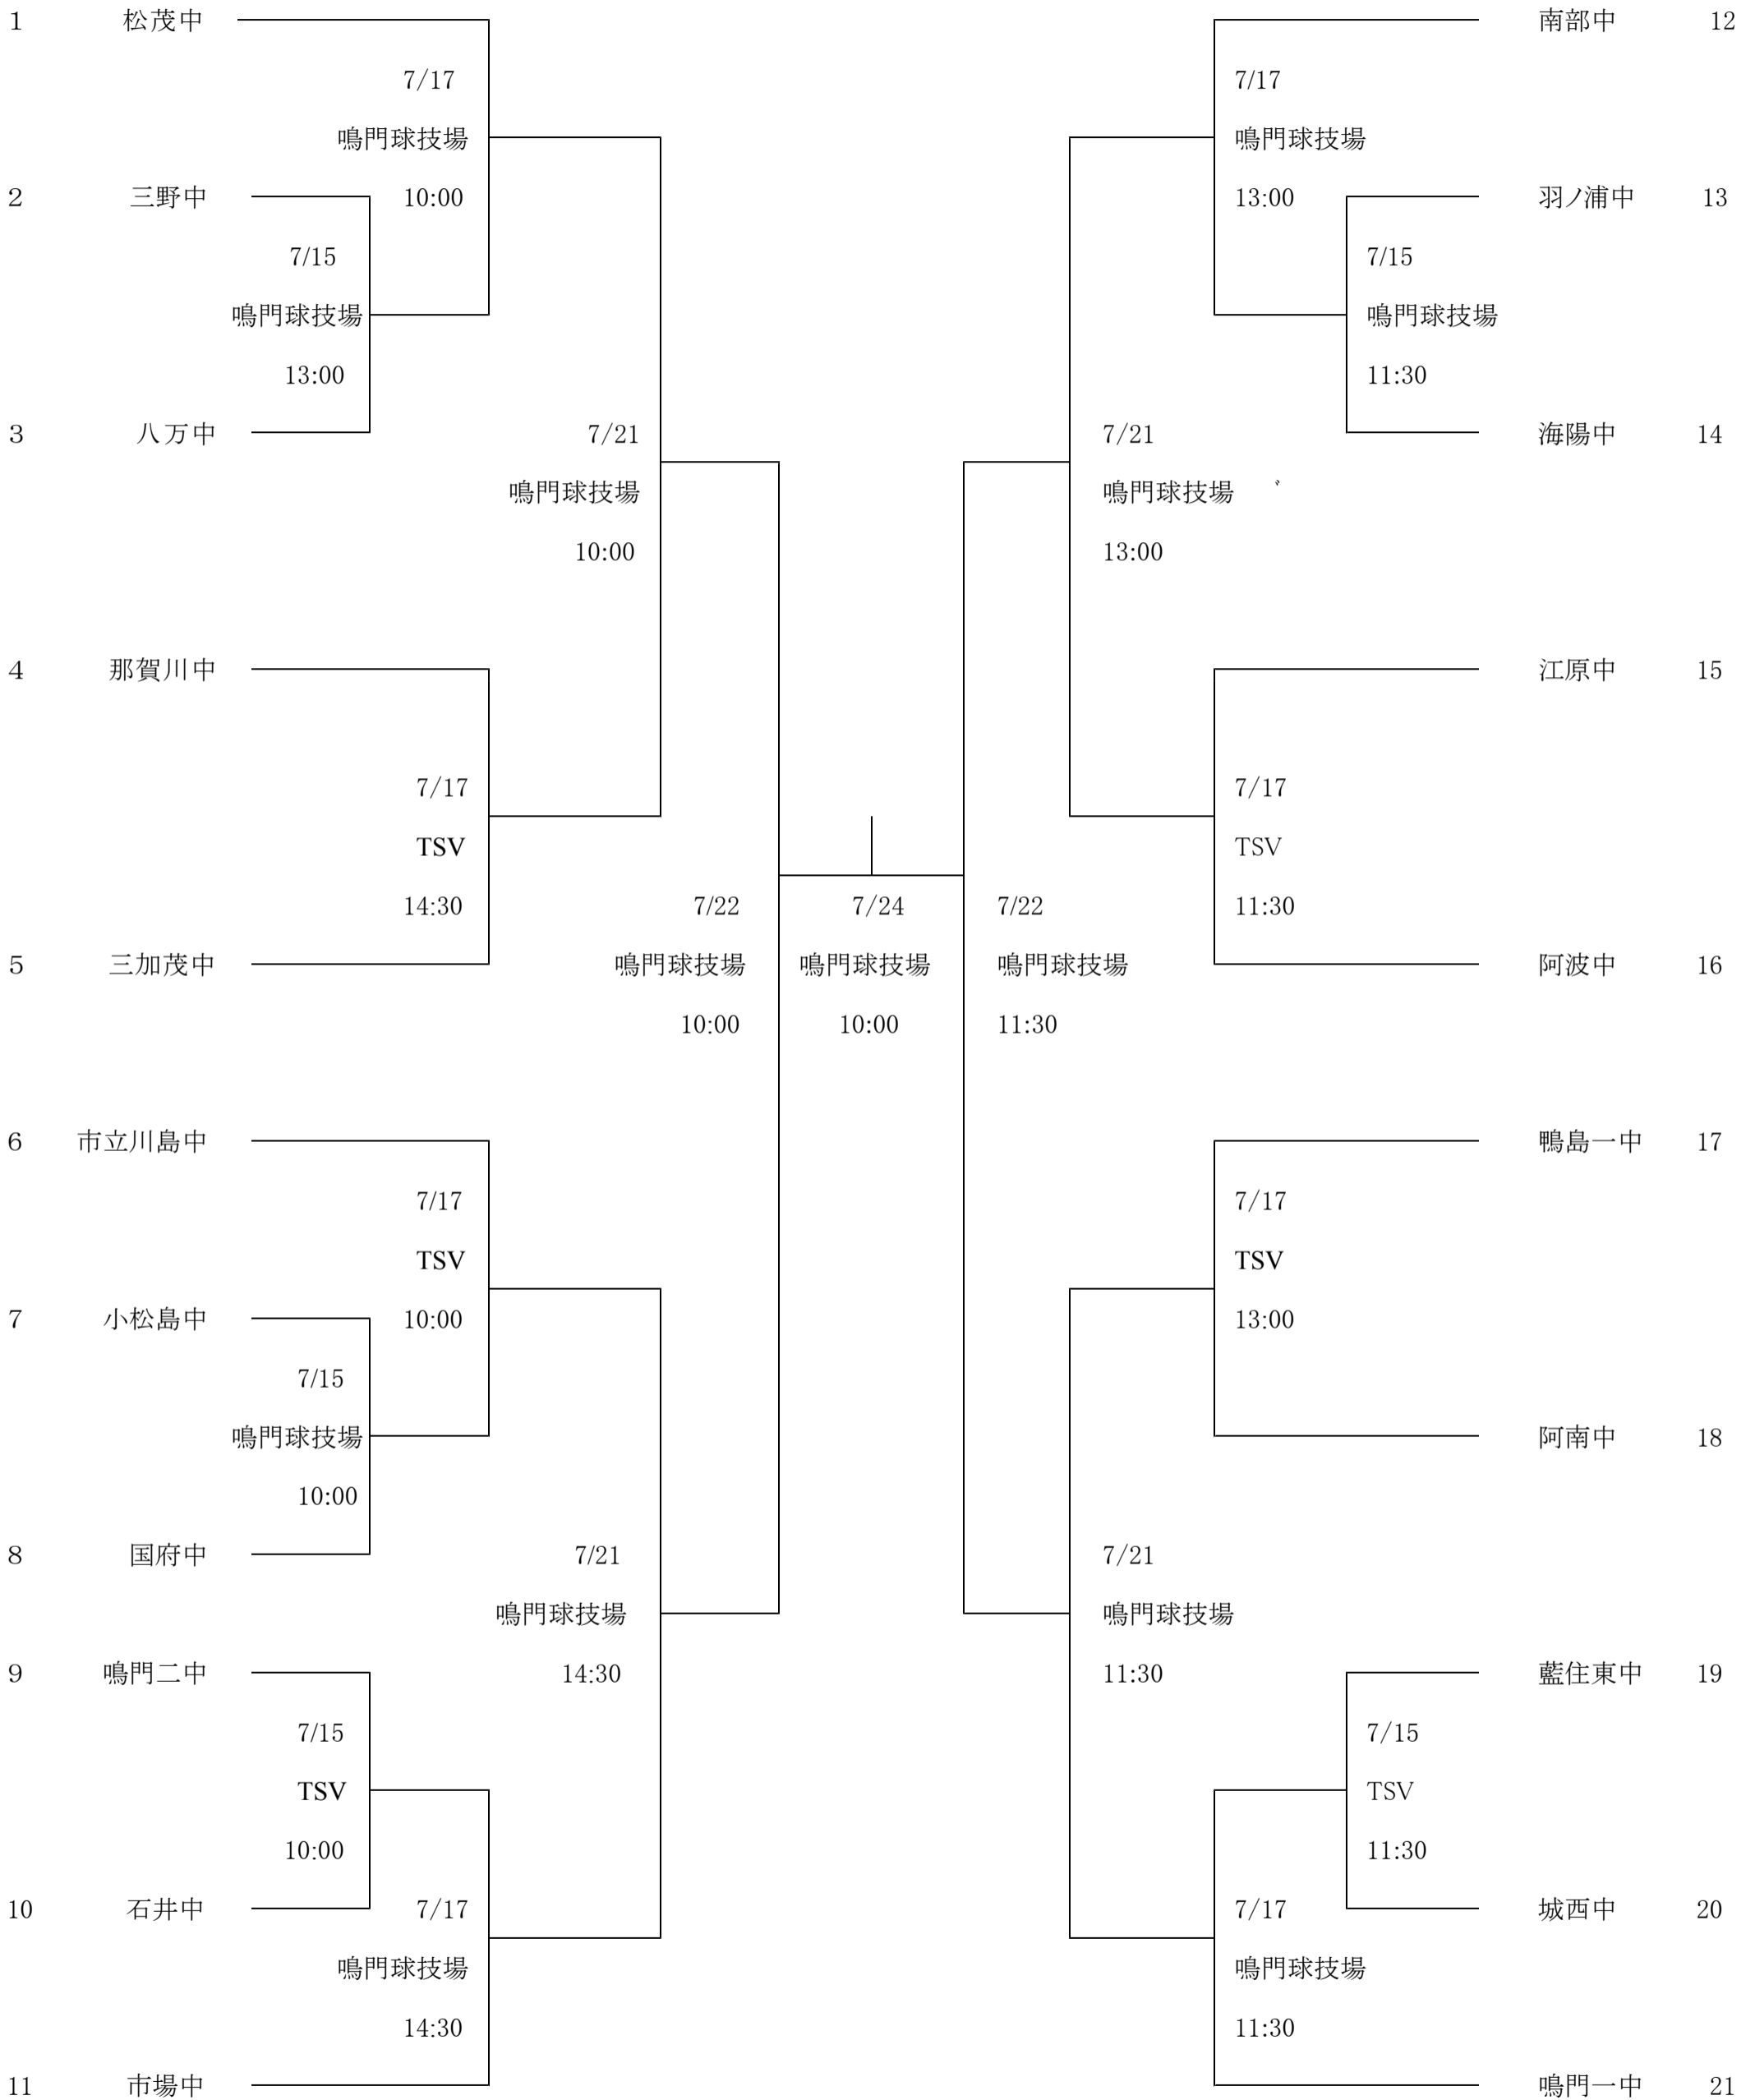 1 松茂中 南部中 12
7/17 7/17
鳴門球技場 鳴門球技場
2 三野中 10:00 13:00 羽ノ浦中 13
7/15 7/15
鳴門球技場 鳴門球技場
13:00 11:30
3 八万中 7/21 7/21 海陽中 14
鳴門球技場 鳴門球技場 ゛
10:00 13:00
4 那賀川中 江原中 15
7/17 7/17
TSV TSV
14:30 7/22 7/24 7/22 11:30
5 三加茂中 鳴門球技場 鳴門球技場 鳴門球技場 阿波中 16
10:00 10:00 11:30
6 市立川島中 鴨島一中 17
7/17 7/17
TSV TSV
7 小松島中 10:00 13:00
7/15
鳴門球技場 阿南中 18
10:00
8 国府中 7/21 7/21
鳴門球技場 鳴門球技場
9 鳴門二中 14:30 11:30 藍住東中 19
7/15 7/15
TSV TSV
10:00 11:30
10 石井中 7/17 7/17 城西中 20
鳴門球技場 鳴門球技場
14:30 11:30
11 市場中 鳴門一中 21